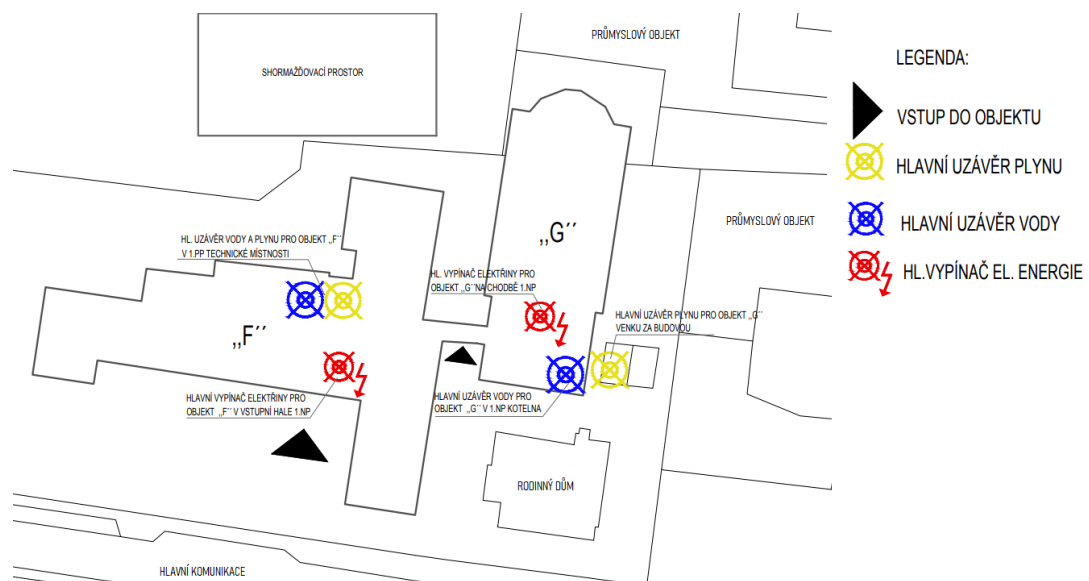 PRŮMYSLOVÝ OBJEKT
SHORMAŽĎOVACÍ PROSTOR
LEGENDA:
VSTUP DO OBJEKTU
HLAVNÍ UZÁVĚR PLYNU
HLAVNÍ UZÁVĚR VODY
HL.VYPÍNAČ EL. ENERGIE
PRŮMYSLOVÝ OBJEKT
„G´´
HL. UZÁVĚR VODY A PLYNU PRO OBJEKT „F´´
V 1.PP TECHNICKÉ MÍSTNOSTI
HL. VYPÍNAČ ELEKTŘINY PRO
OBJEKT „G´´NA CHODBĚ 1.NP
HLAVNÍ UZÁVĚR PLYNU PRO OBJEKT „G´´
VENKU ZA BUDOVOU
„F´´
HLAVNÍ VYPÍNAČ ELEKTŘINY PRO
OBJEKT „F´´ V VSTUPNÍ HALE 1.NP
HLAVNÍ UZÁVĚR VODY PRO
OBJEKT „G´´ V 1.NP KOTELNA
RODINNÝ DŮM
HLAVNÍ KOMUNIKACE